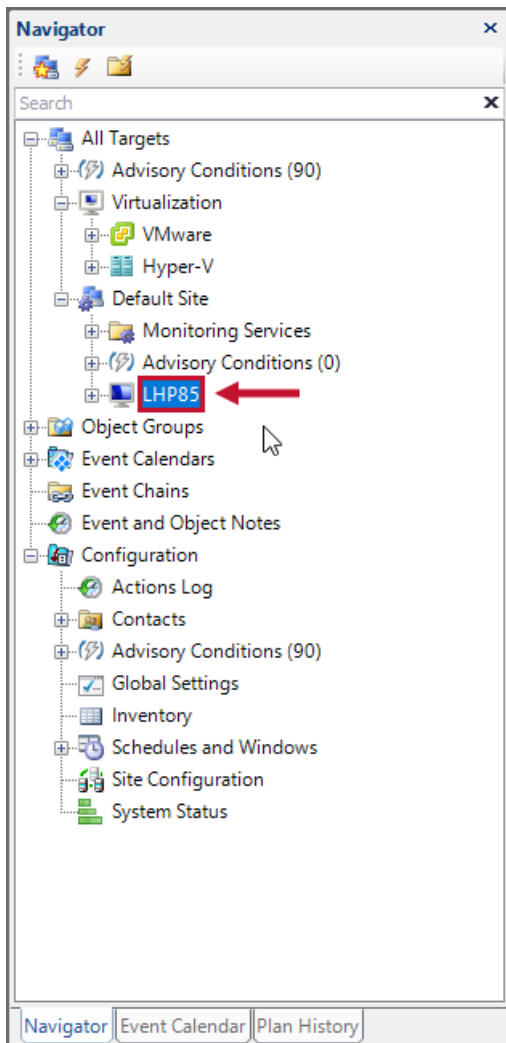 Navigator
Search
All Targets
Advisory Conditions (90)
Virtualization
VMware
Hyper-V
Default Site
Monitoring Services
Advisory Conditions (0)
LHP85
Object Groups
Event Calendars
Event Chains
Event and Object Notes
Configuration
Actions Log
Contacts
Advisory Conditions (90)
Global Settings
Inventory
Schedules and Windows
Site Configuration
System Status
Navigator Event Calendar Plan History